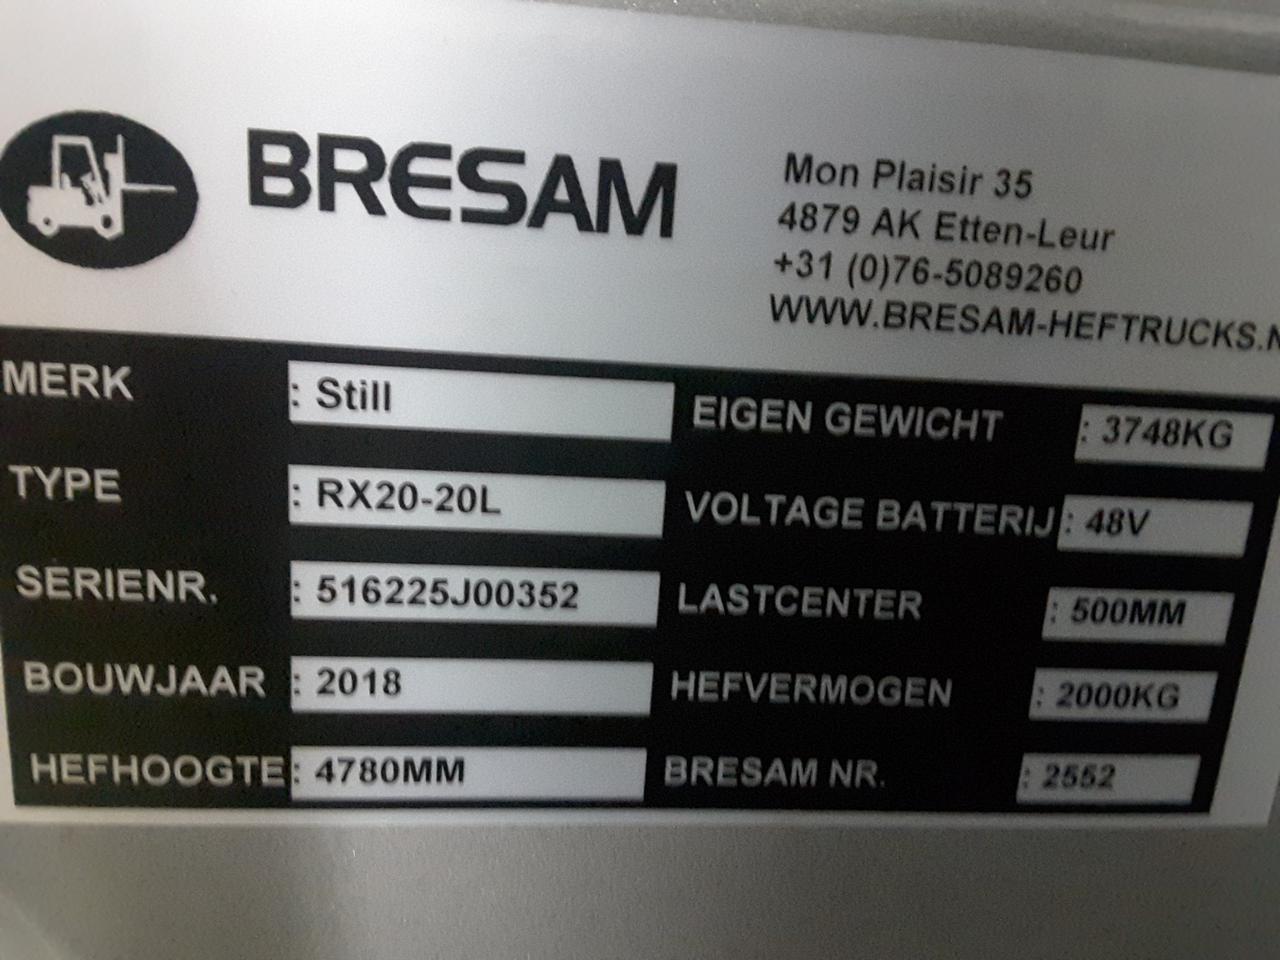 BRESAM
Mon Plaisir 35
4879 AK Etten-Leur
+31 (0)76-5089260
WWW.BRESAM-HEFTRUCKS.N
MERK : Still
EIGEN GEWICHT : 3748KG
TYPE : RX20-20L
VOLTAGE BATTERIJ : 48V
SERIENR. : 516225J00352
LASTCENTER : 500MM
BOUWJAAR : 2018
HEFVERMOGEN : 2000KG
HEFHOOGTE : 4780MM
BRESAM NR. : 2552